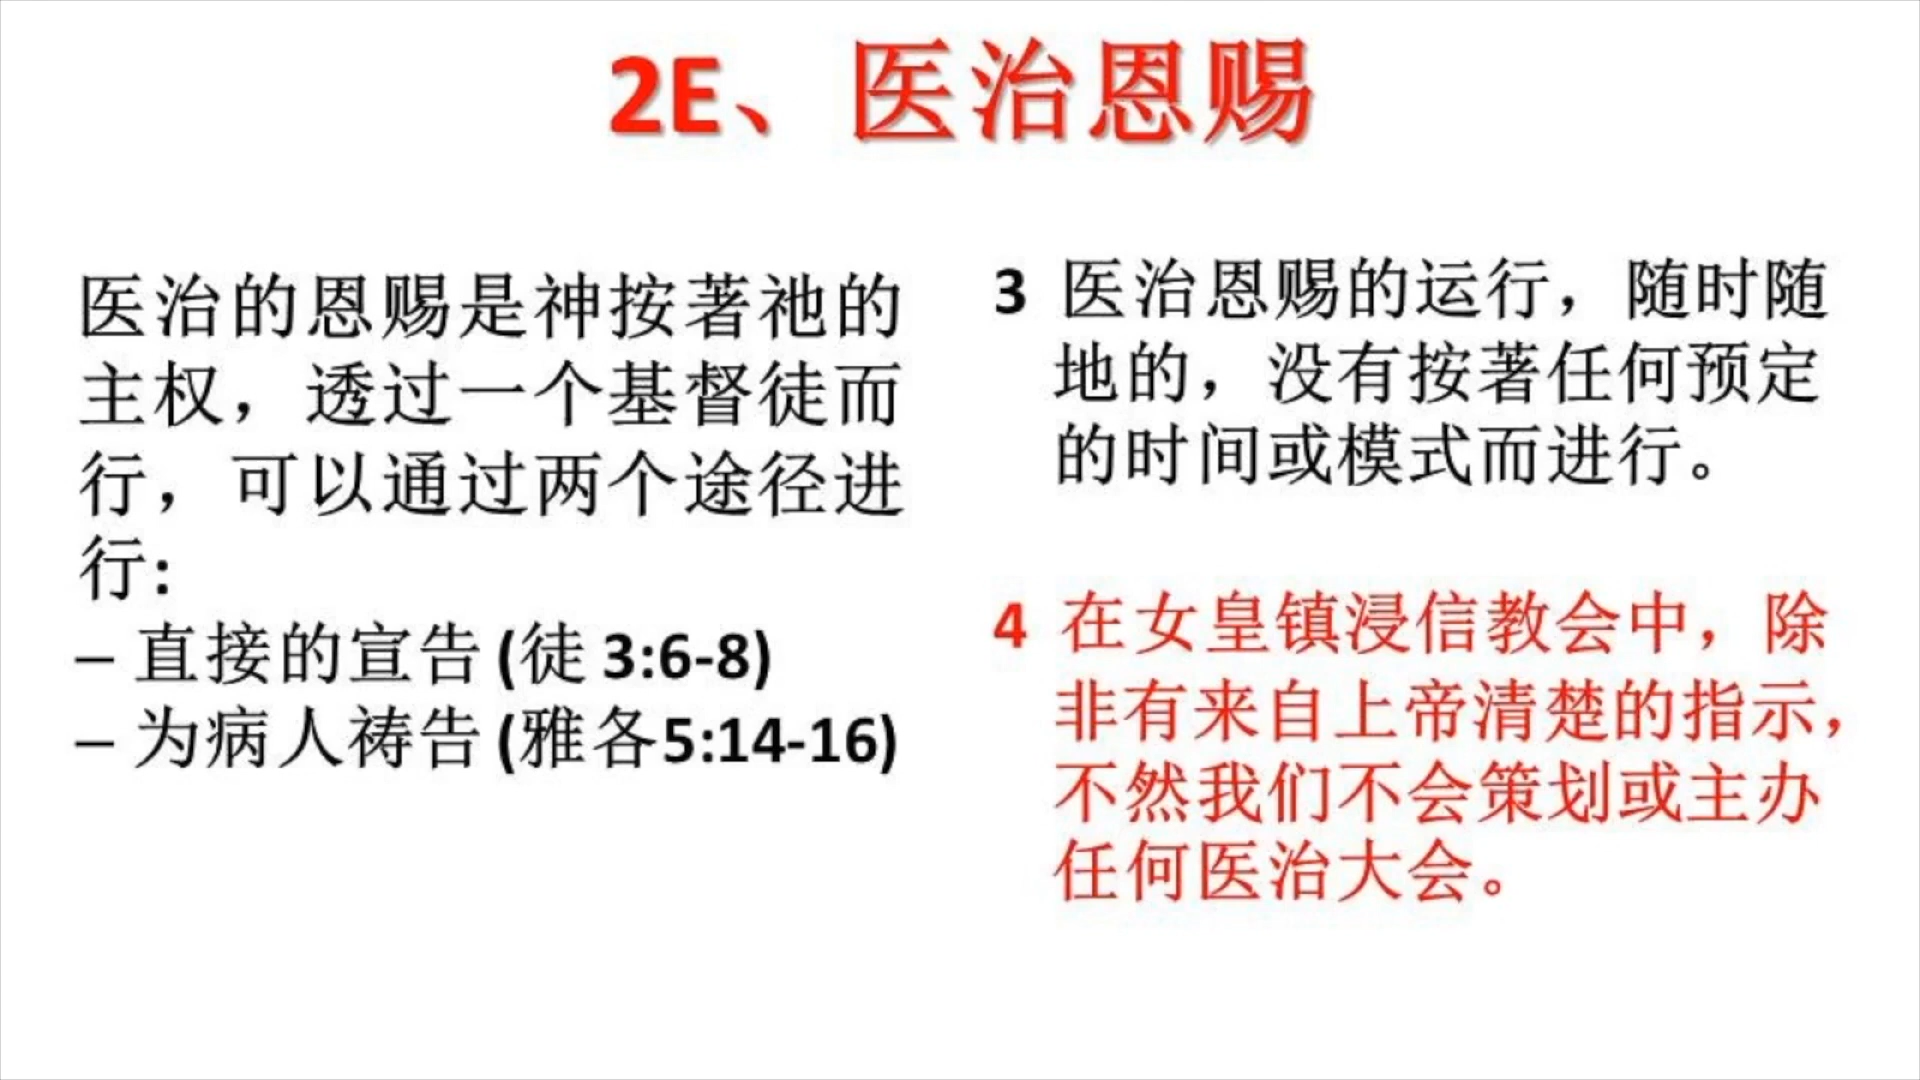 2E、医治恩赐
医治的恩赐是神按著祂的
主权，透过一个基督徒而
行，可以通过两个途径进
行:
– 直接的宣告 (徒 3:6-8)
– 为病人祷告 (雅各5:14-16)
3 医治恩赐的运行，随时随
地的，没有按著任何预定
的时间或模式而进行。
4 在女皇镇浸信教会中，除
非有来自上帝清楚的指示，
不然我们不会策划或主办
任何医治大会。